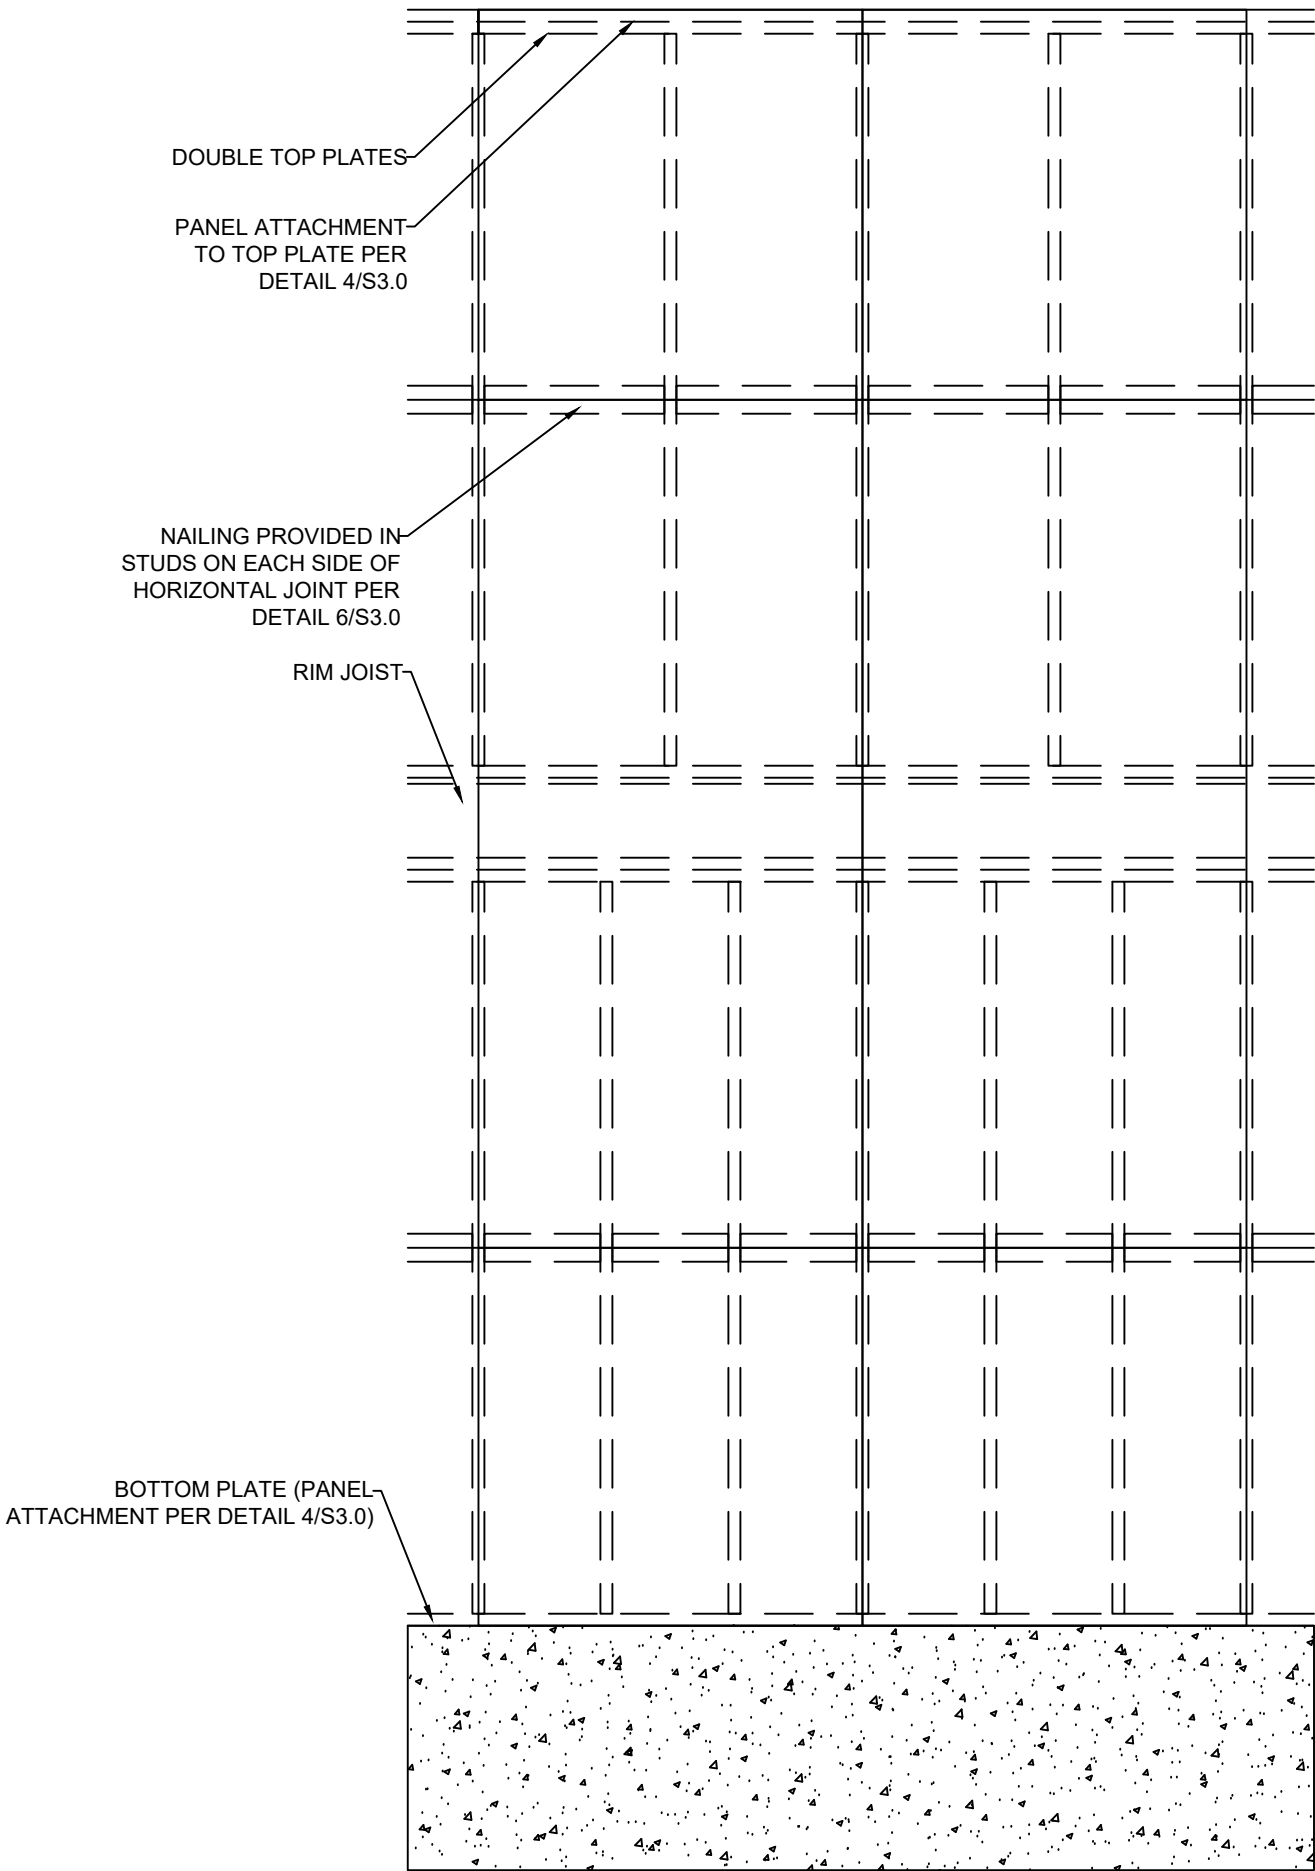 DOUBLE TOP PLATES
PANEL ATTACHMENT
TO TOP PLATE PER
DETAIL 4/S3.0
NAILING PROVIDED IN
STUDS ON EACH SIDE OF
HORIZONTAL JOINT PER
DETAIL 6/S3.0
RIM JOIST
BOTTOM PLATE (PANEL
ATTACHMENT PER DETAIL 4/S3.0)